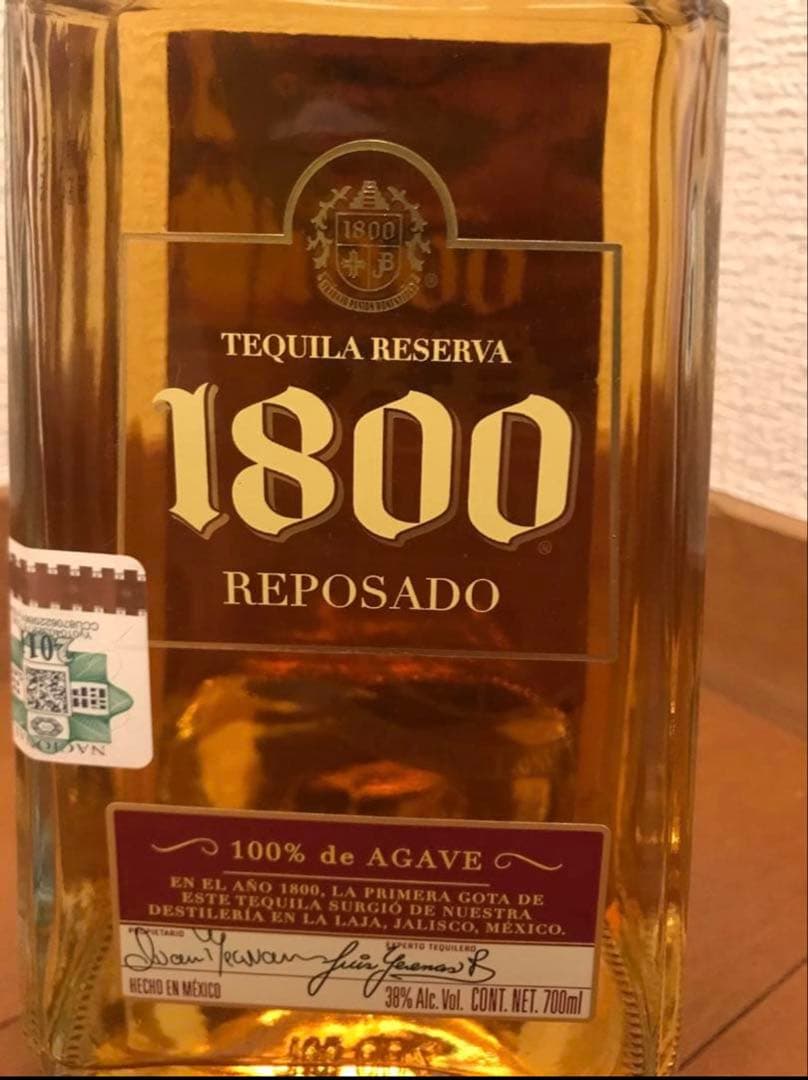 1800
JB
TEQUILA RESERVA
1800
REPOSADO
100% de AGAVE
EN EL AÑO 1800, LA PRIMERA GOTA DE
ESTE TEQUILA SURGIÓ DE NUESTRA
DESTILERÍA EN LA LAJA, JALISCO, MÉXICO.
PROPIETARIO
EXPERTO TEQUILERO
HECHO EN MÉXICO
38% Alc. Vol. CONT. NET. 700ml